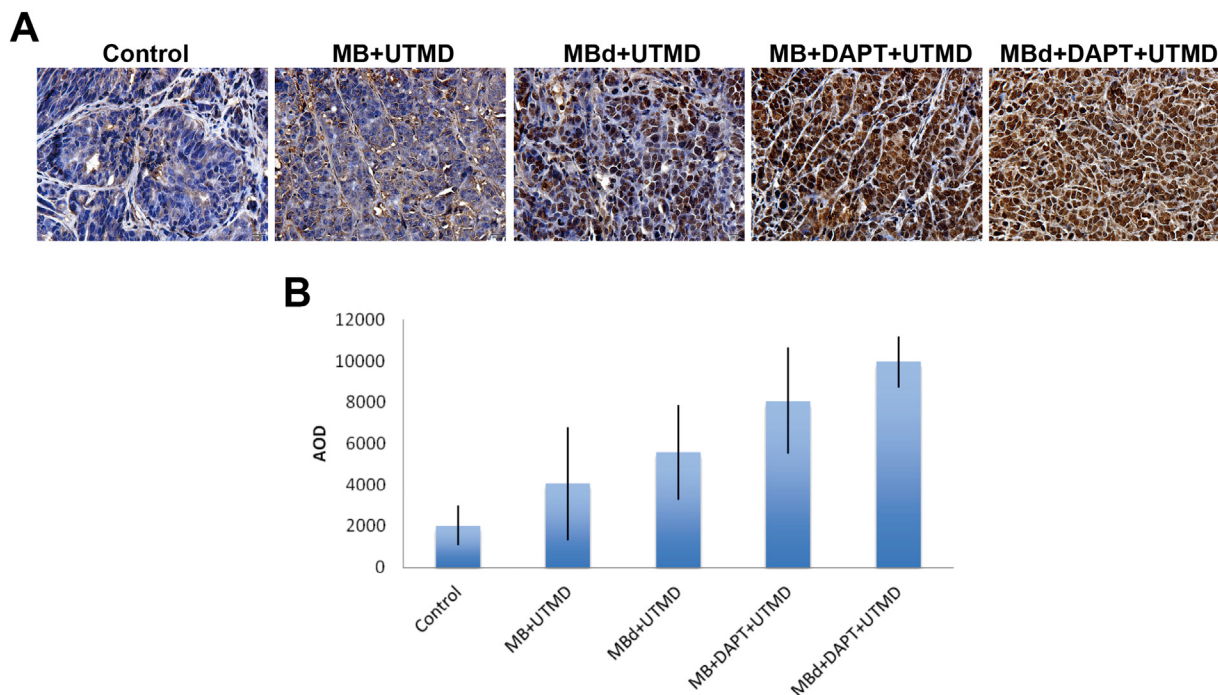 A
Control MB+UTMD MBd+UTMD MB+DAPT+UTMD MBd+DAPT+UTMD
B
12000
10000
8000
6000
4000
2000
0
AOD
Control
MB+UTMD
MBd+UTMD
MB+DAPT+UTMD
MBd+DAPT+UTMD